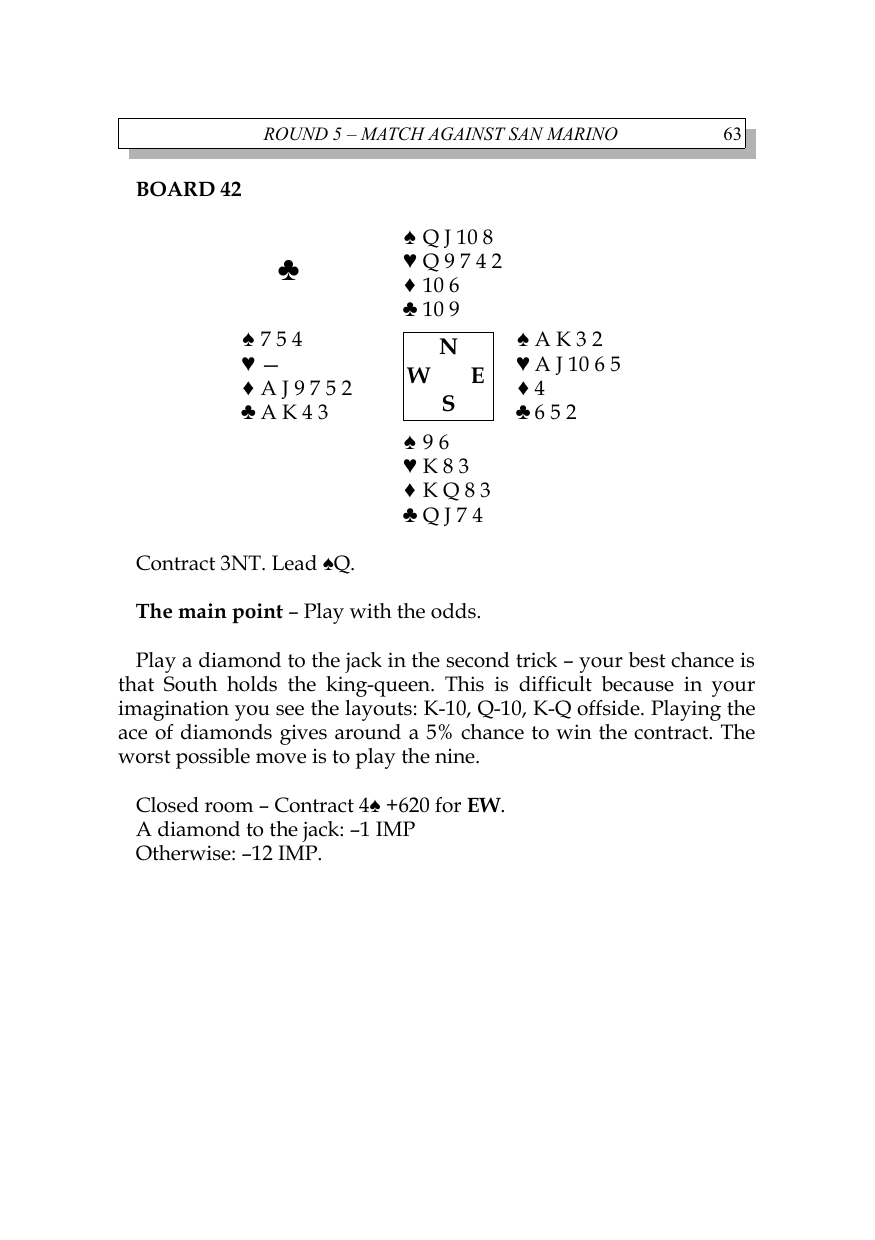 ROUND 5 – MATCH AGAINST SAN MARINO 63
BOARD 42
♣
♠ Q J 10 8
♥ Q 9 7 4 2
♦ 10 6
♣ 10 9
♠ 7 5 4
♥ —
♦ A J 9 7 5 2
♣ A K 4 3
N
W E
S
♠ A K 3 2
♥ A J 10 6 5
♦ 4
♣ 6 5 2
♠ 9 6
♥ K 8 3
♦ K Q 8 3
♣ Q J 7 4
Contract 3NT. Lead ♠Q.
The main point – Play with the odds.
Play a diamond to the jack in the second trick – your best chance is
that South holds the king-queen. This is difficult because in your
imagination you see the layouts: K-10, Q-10, K-Q offside. Playing the
ace of diamonds gives around a 5% chance to win the contract. The
worst possible move is to play the nine.
Closed room – Contract 4♠ +620 for EW.
A diamond to the jack: –1 IMP
Otherwise: –12 IMP.